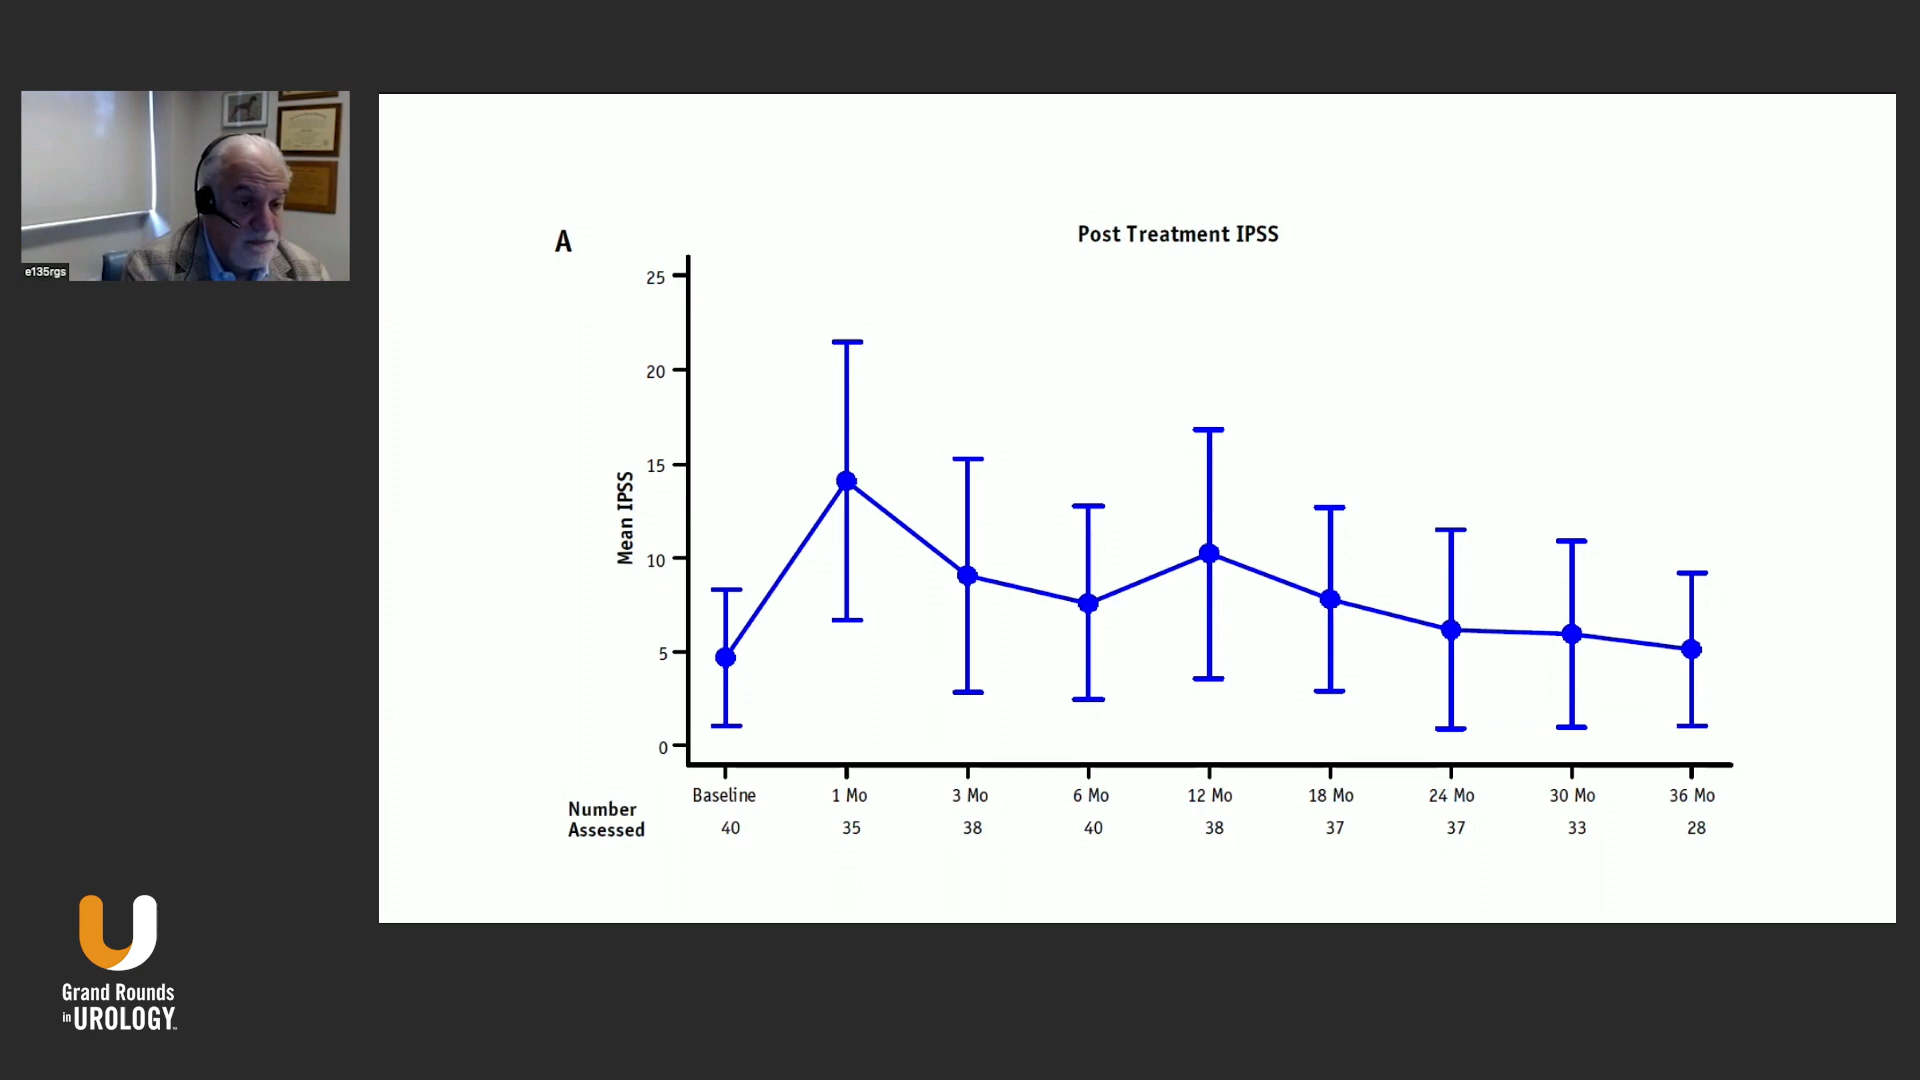 e135rgs
A
Post Treatment IPSS
25
20
15
10
5
0
Mean IPSS
Baseline 1 Mo 3 Mo 6 Mo 12 Mo 18 Mo 24 Mo 30 Mo 36 Mo
Number
Assessed
40 35 38 40 38 37 37 33 28
Grand Rounds
in UROLOGY